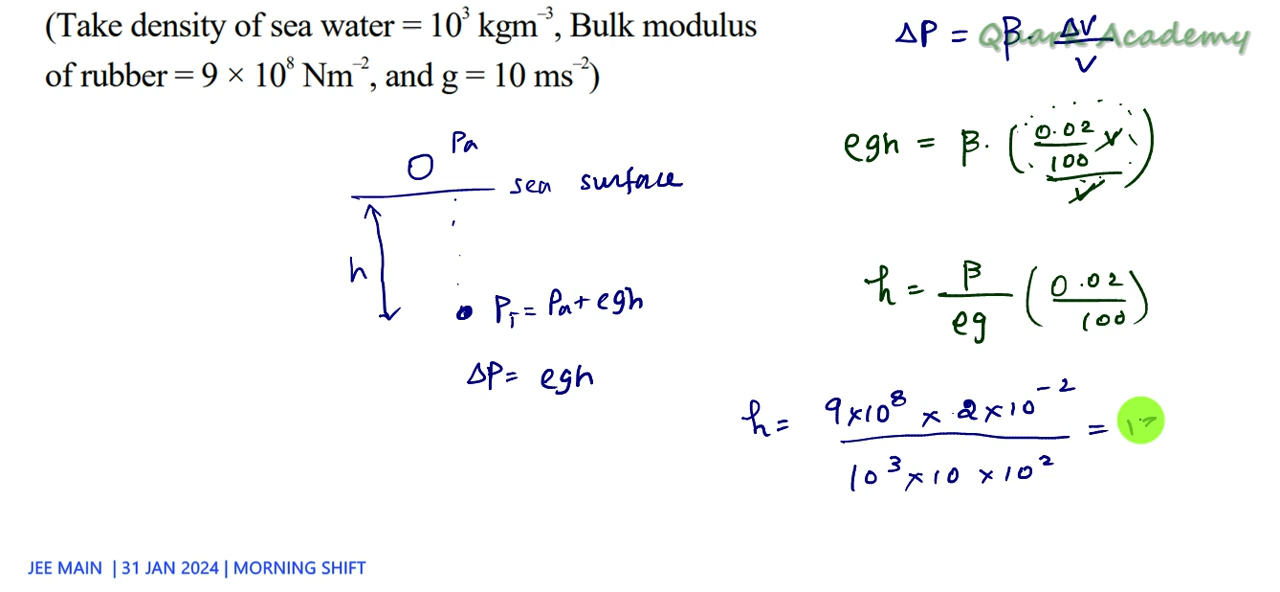 (Take density of sea water = 10³ kgm⁻³, Bulk modulus
of rubber = 9 × 10⁸ Nm⁻², and g = 10 ms⁻²)
Pa
sea surface
h
P_T = Pa + ρgh
ΔP = ρgh
ΔP = β · ΔV/V
Academy
ρgh = β · ((0.02/100 V)/V)
h = β/ρg (0.02/100)
h = (9×10⁸ × 2×10⁻²)/(10³ × 10 × 10²) =
JEE MAIN | 31 JAN 2024 | MORNING SHIFT